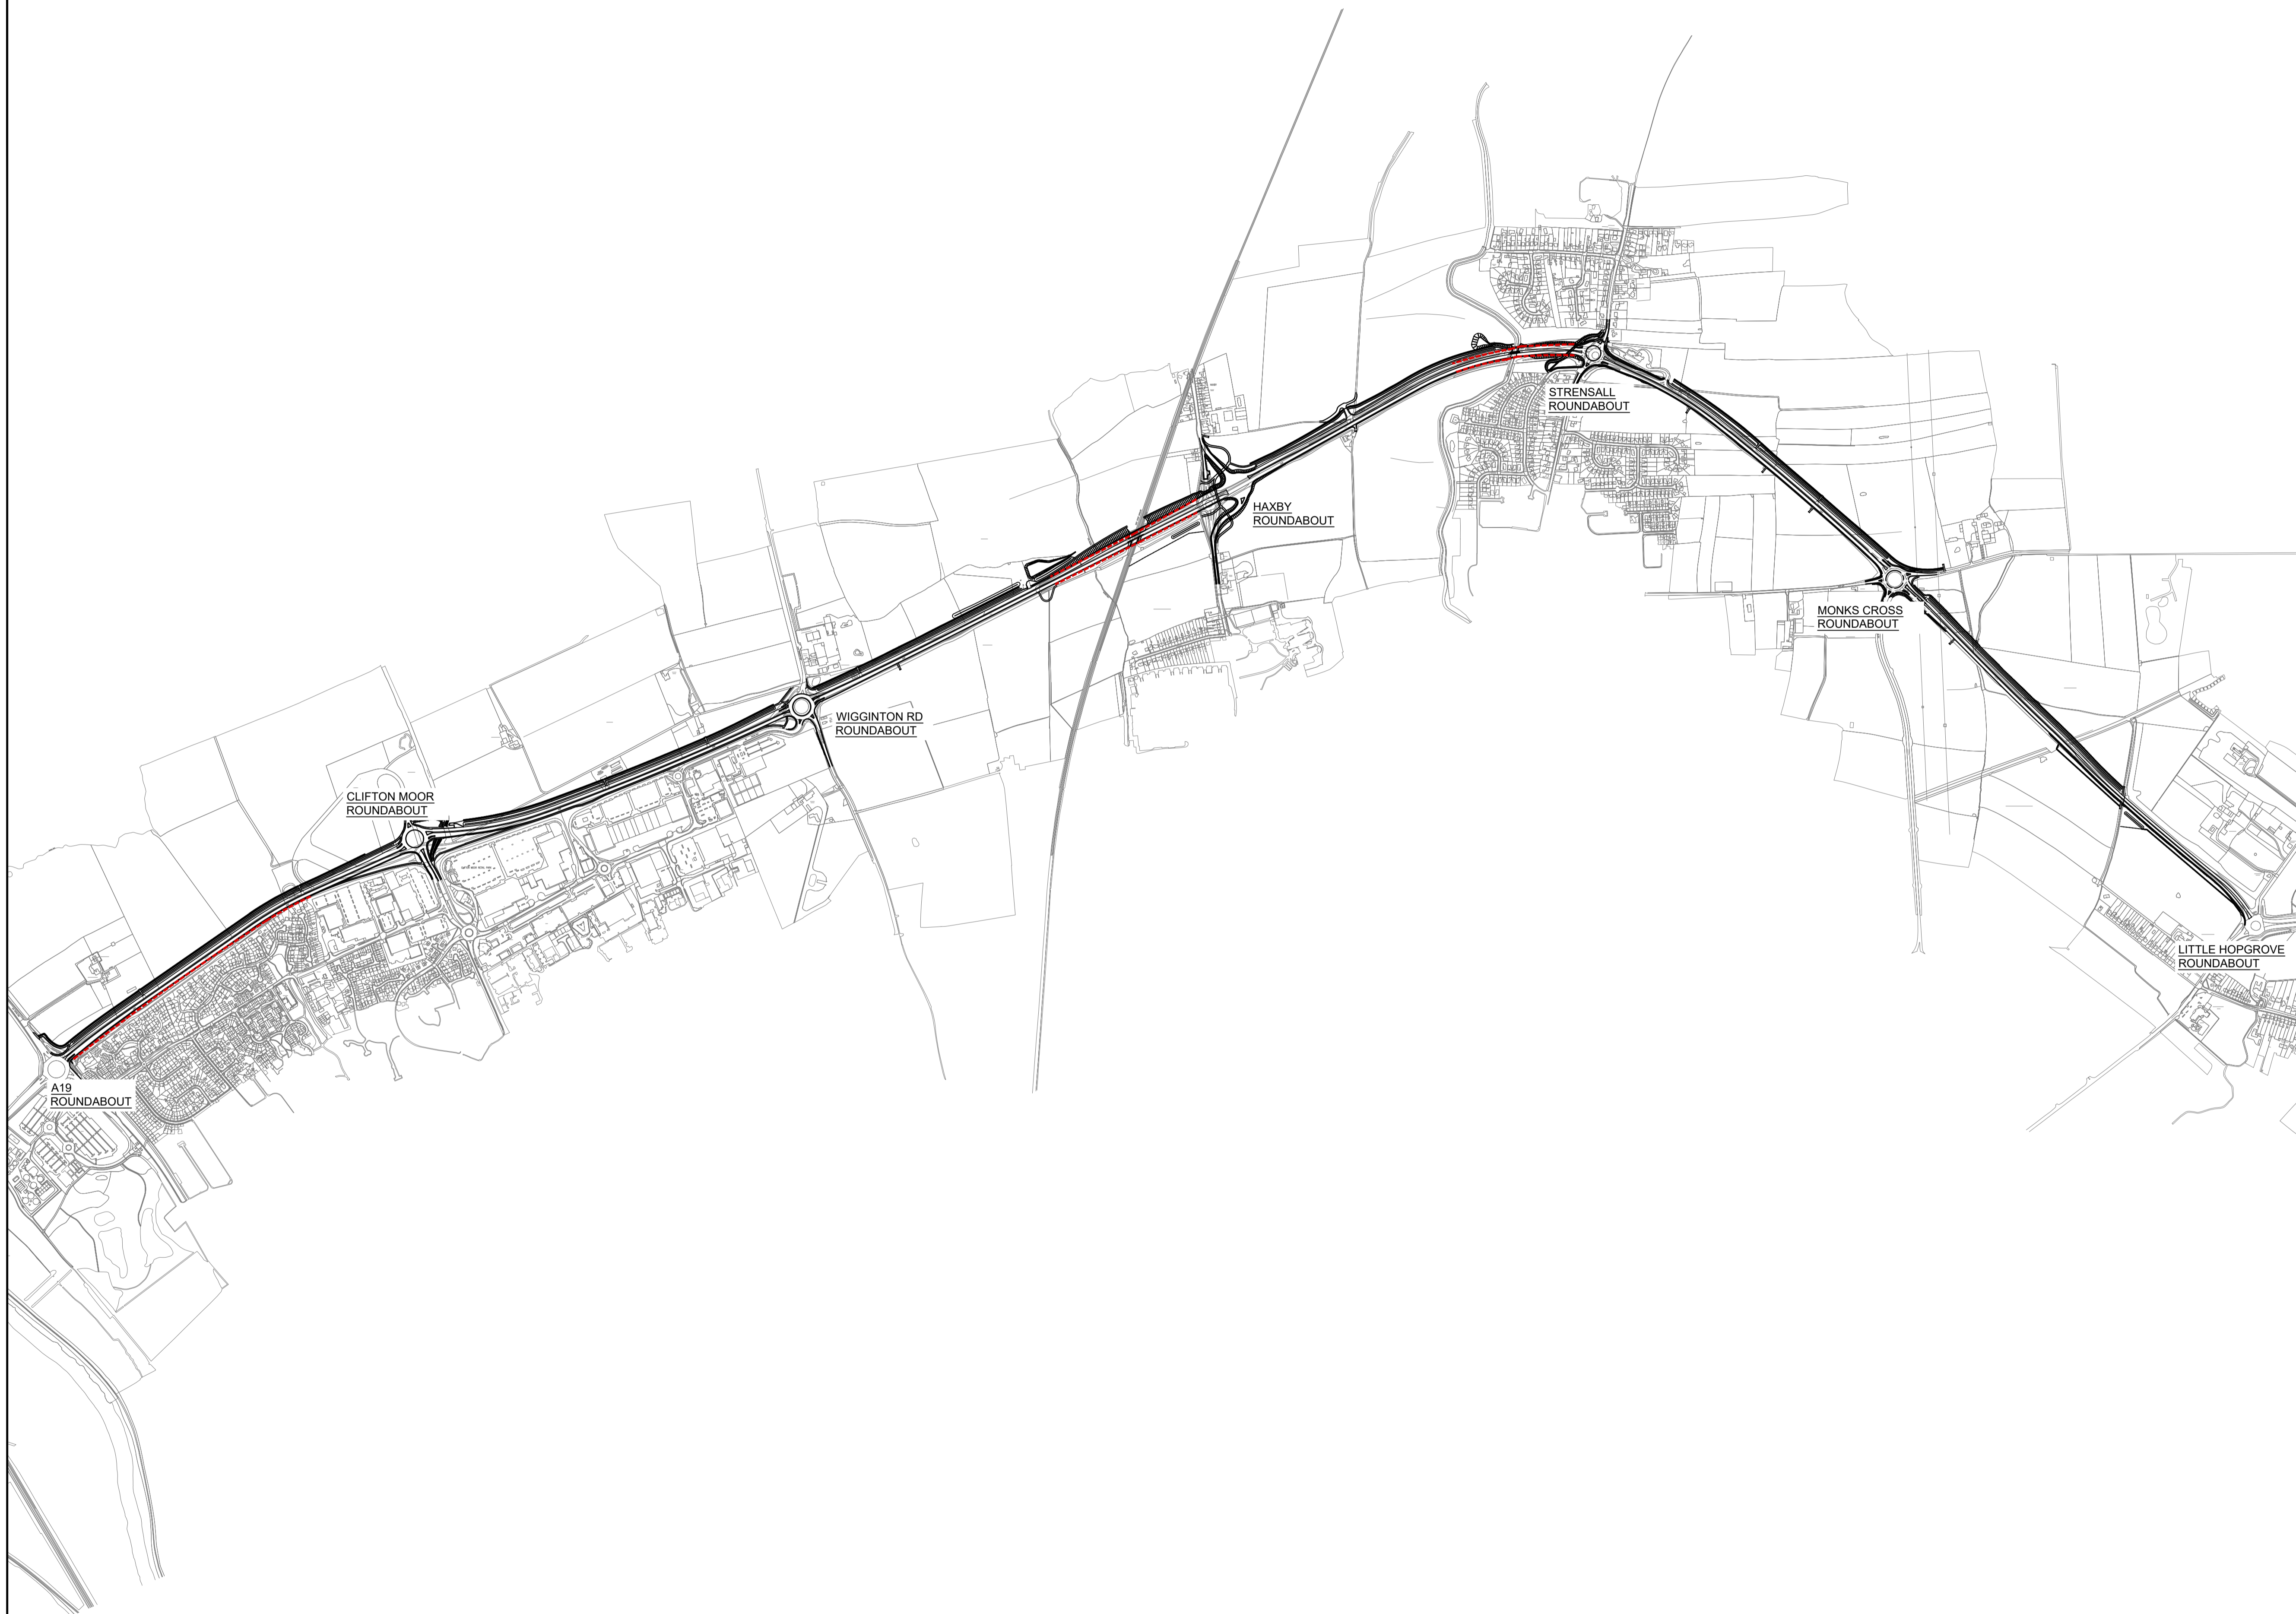 STRENSALL
ROUNDABOUT
HAXBY
ROUNDABOUT
MONKS CROSS
ROUNDABOUT
WIGGINTON RD
ROUNDABOUT
CLIFTON MOOR
ROUNDABOUT
LITTLE HOPGROVE
ROUNDABOUT
A19
ROUNDABOUT